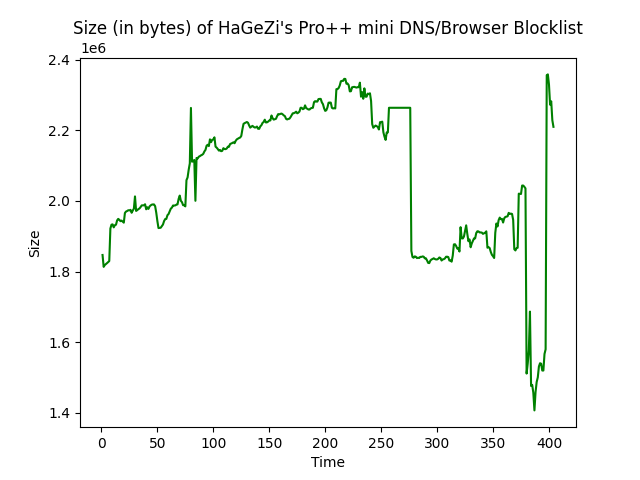 Size (in bytes) of HaGeZi's Pro++ mini DNS/Browser Blocklist
1e6
2.4
2.2
2.0
1.8
1.6
1.4
Size
0 50 100 150 200 250 300 350 400
Time